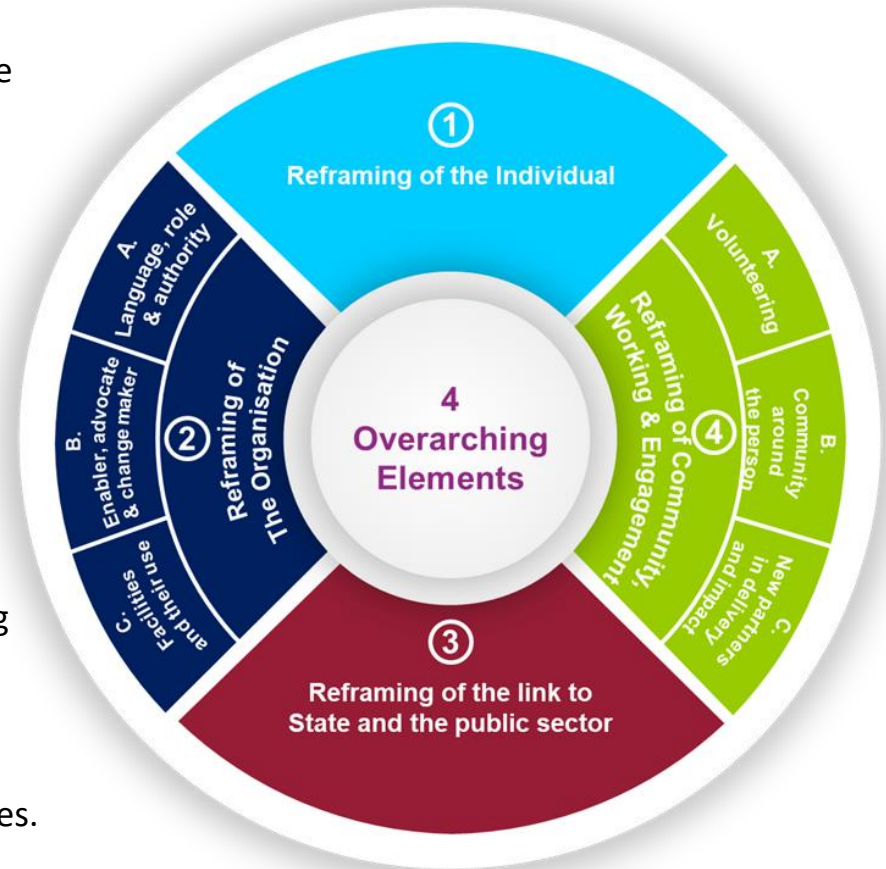 e
g
es.
1
Reframing of the Individual
2
Reframing of
The Organisation
A.
Language, role
& authority
B.
Enabler, advocate
& change maker
C.
Facilities
and their use
3
Reframing of the link to
State and the public sector
4
Reframing of Community,
Working & Engagement
A.
Volunteering
B.
Community
around
the person
C.
New partners
in delivery
and impact
4
Overarching
Elements